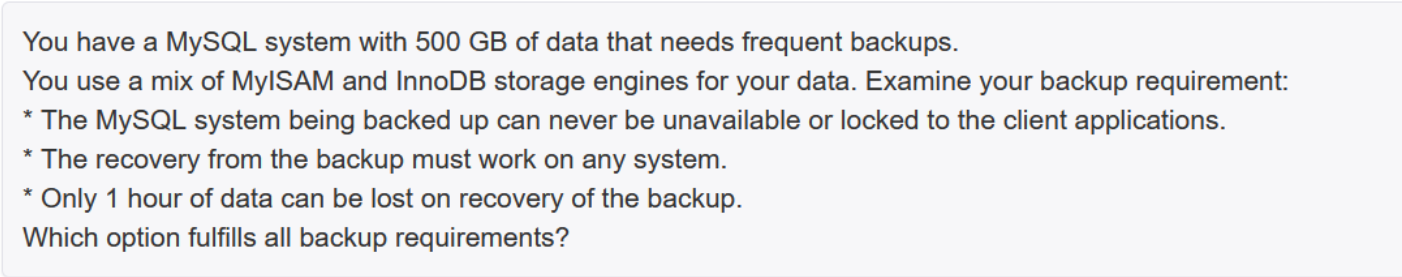 You have a MySQL system with 500 GB of data that needs frequent backups.
You use a mix of MyISAM and InnoDB storage engines for your data. Examine your backup requirement:
* The MySQL system being backed up can never be unavailable or locked to the client applications.
* The recovery from the backup must work on any system.
* Only 1 hour of data can be lost on recovery of the backup.
Which option fulfills all backup requirements?